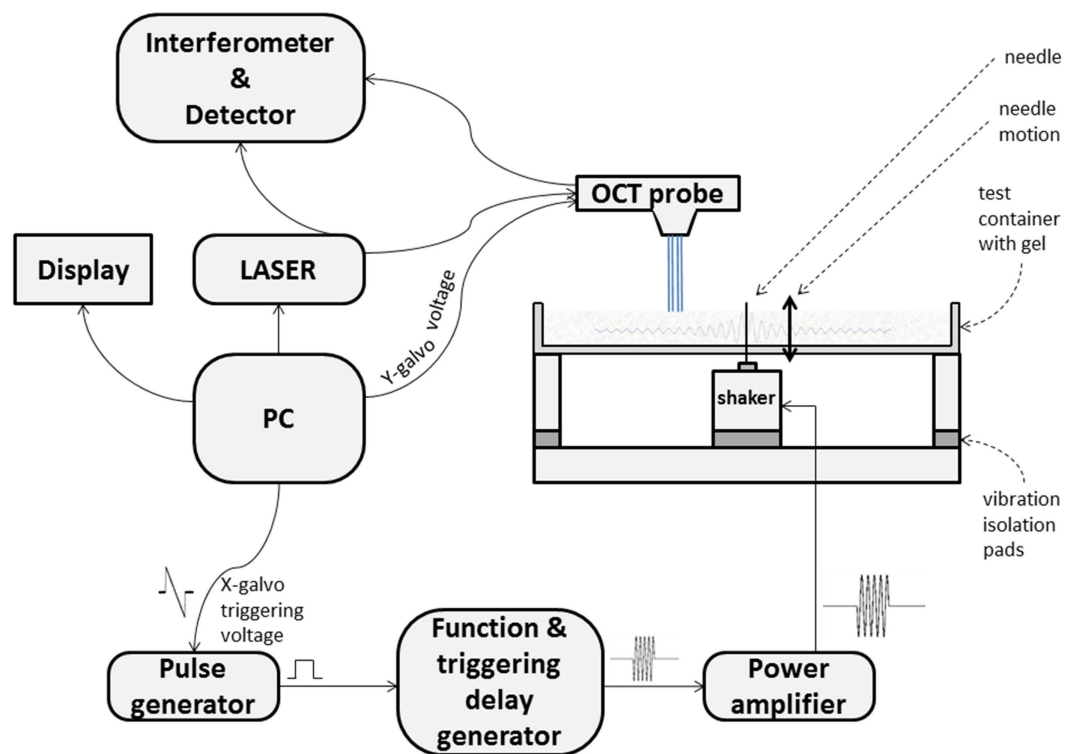 Interferometer
&
Detector
needle
needle
motion
OCT probe
test
container
with gel
Display
LASER
Y-galvo voltage
PC
shaker
vibration
isolation
pads
X-galvo
triggering
voltage
Pulse
generator
Function &
triggering
delay
generator
Power
amplifier